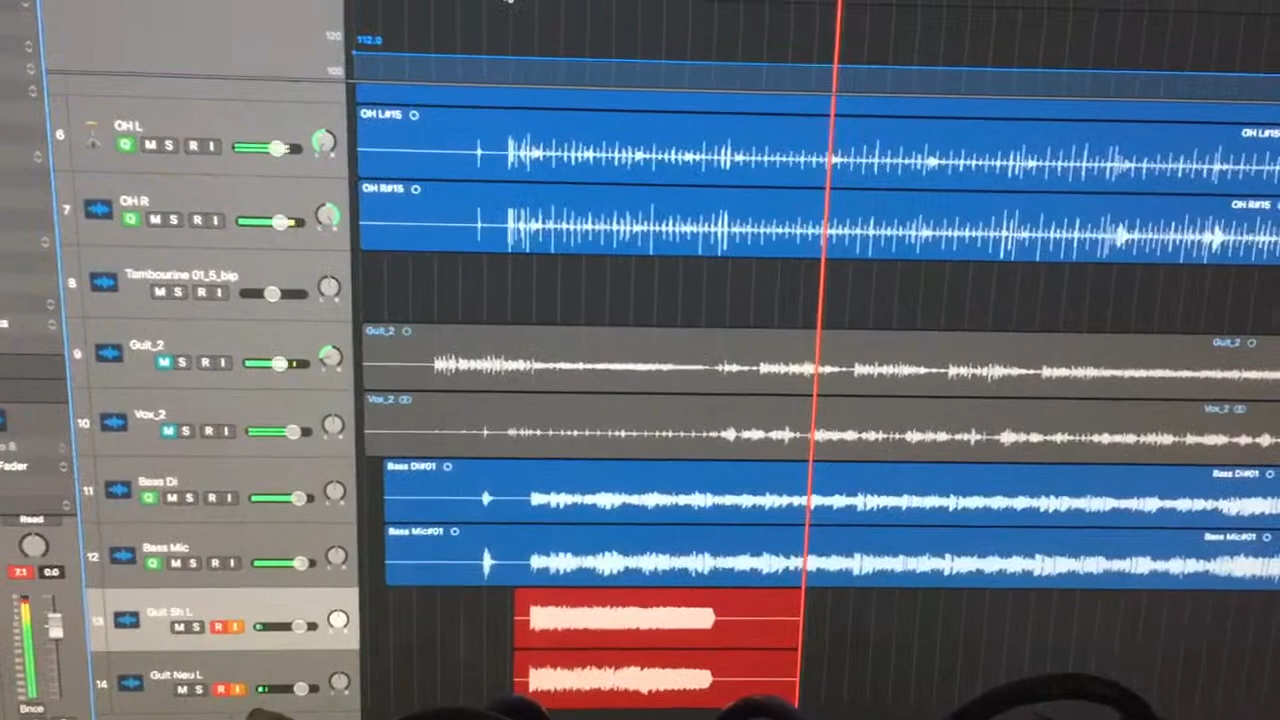 120
112.0
100
6 OH L
Q M S R I
OH L#15
OH L#15
7 OH R
Q M S R I
OH R#15
OH R#15
8 Tambourine 01_5_bip
M S R I
9 Guit_2
M S R I
Guit_2
Guit_2
10 Vox_2
M S R I
Vox_2
Vox_2
Fader
11 Bass Di
Q M S R I
Bass Di#01
Bass Di#01
Read
12 Bass Mic
Q M S R I
Bass Mic#01
Bass Mic#01
7.1 0.0
13 Guit Sh L
M S R I
14 Guit Neu L
M S R I
Bnce